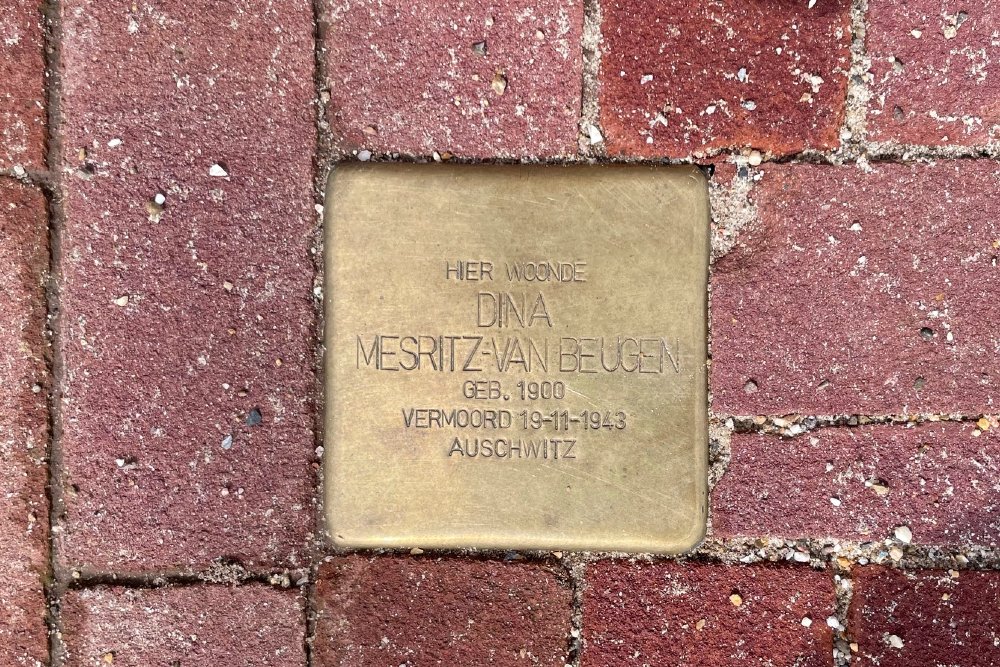 HIER WOONDE
DINA
MESRITZ-VAN BEUGEN
GEB. 1900
VERMOORD 19-11-1943
AUSCHWITZ